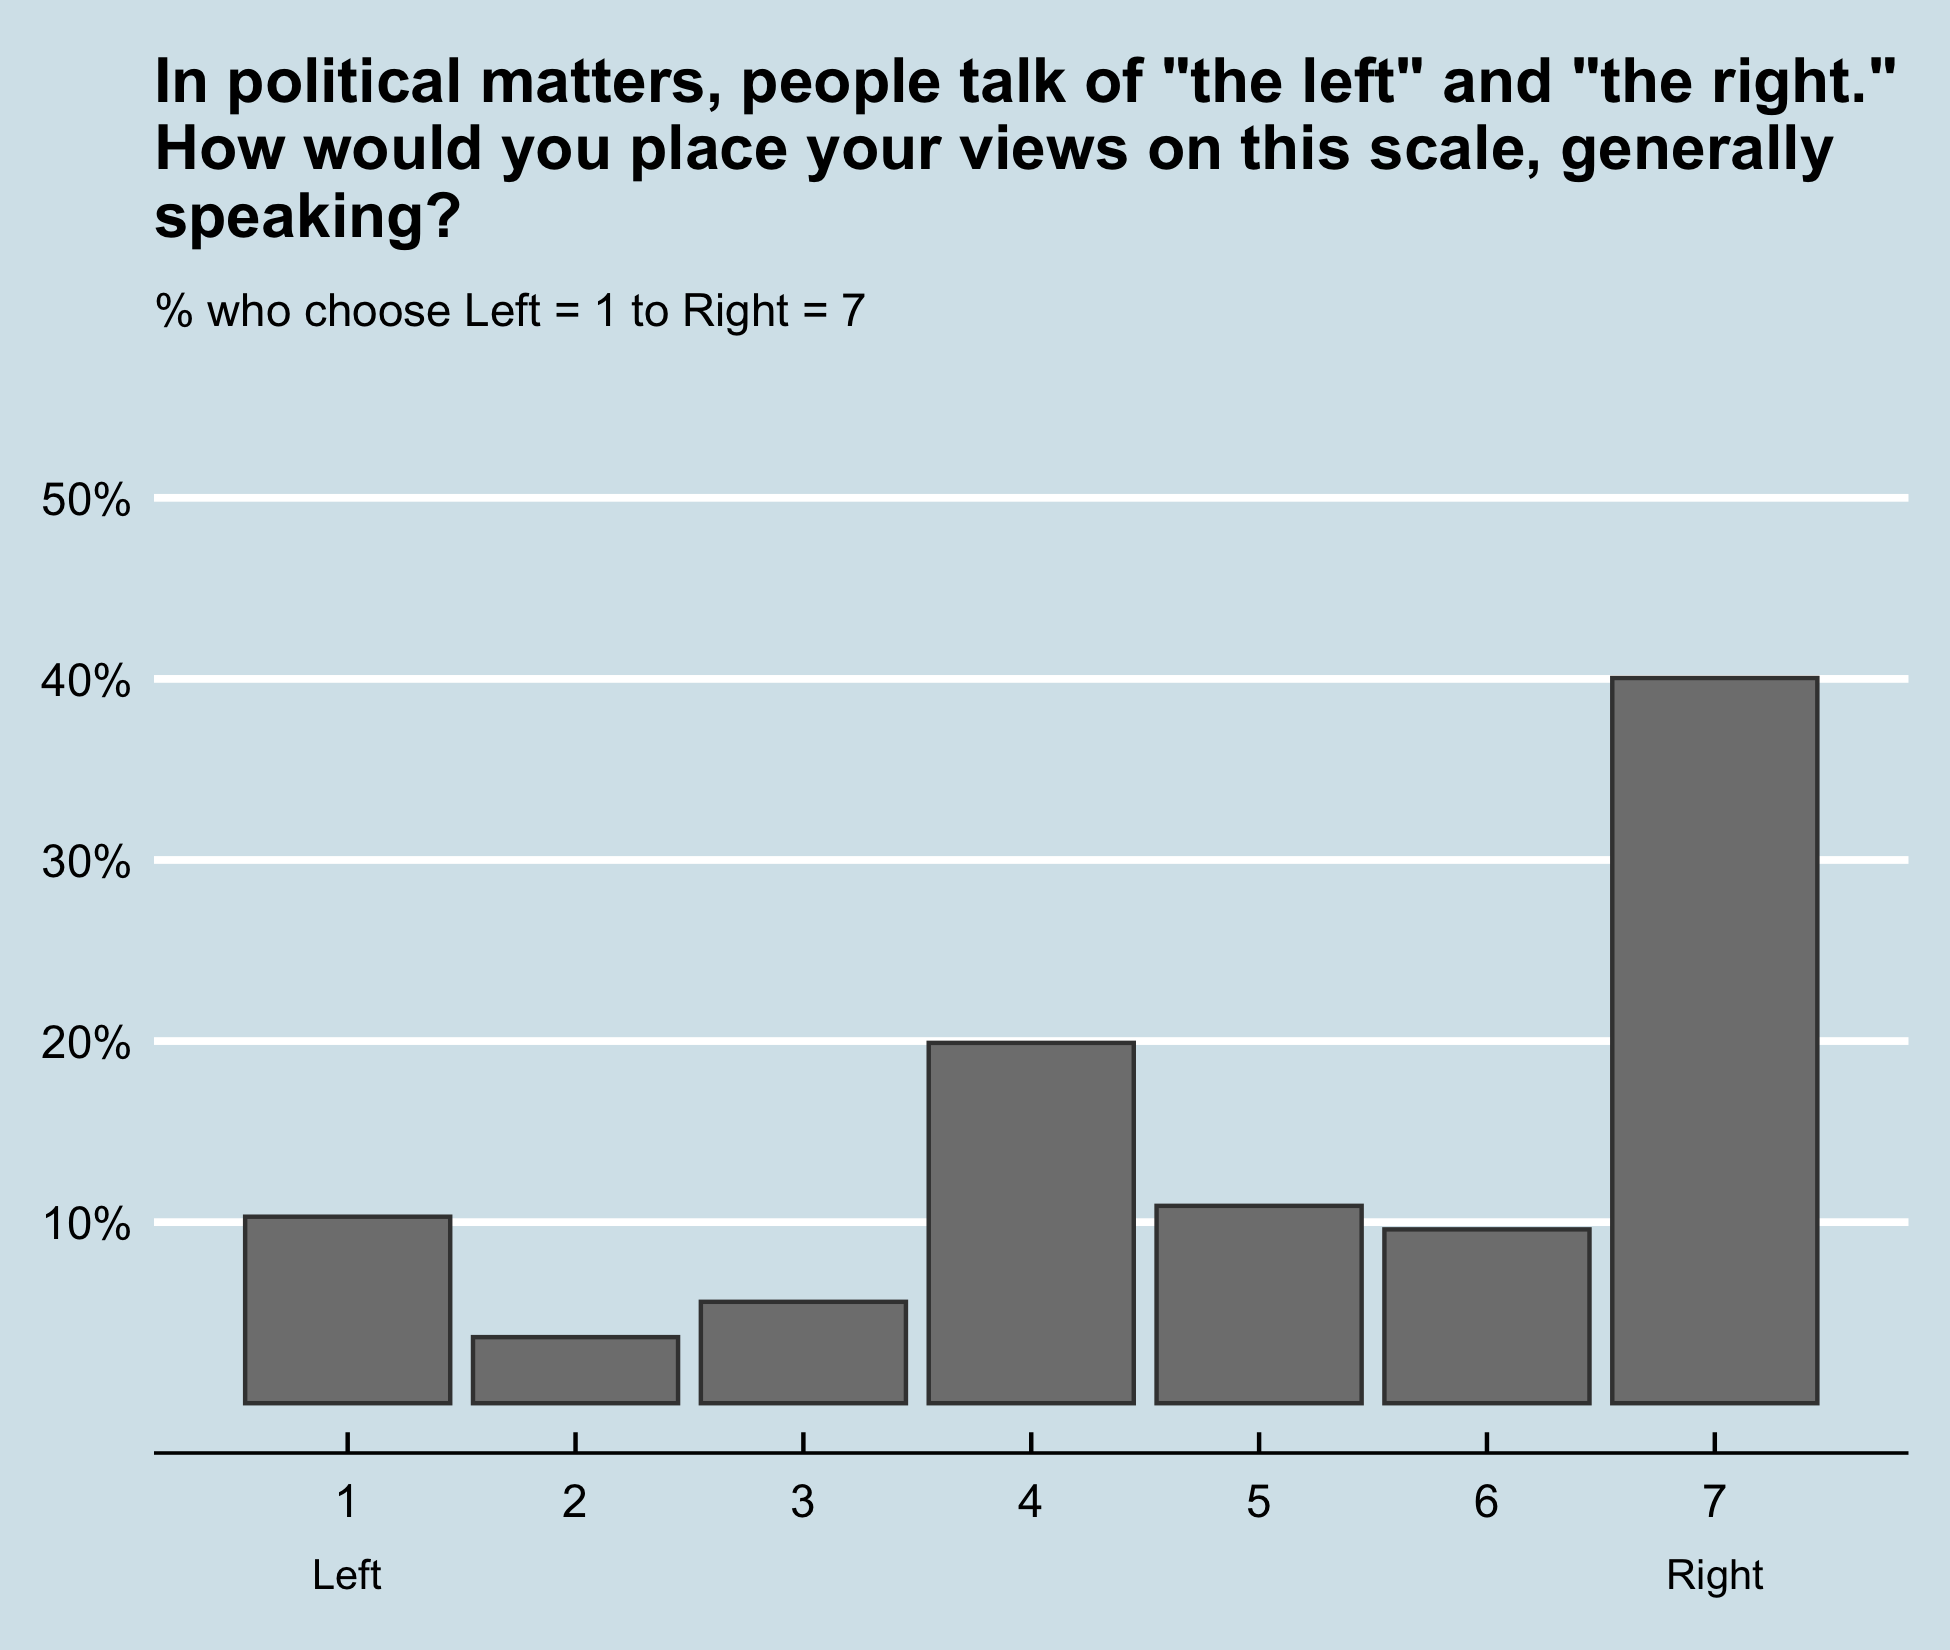 In political matters, people talk of "the left" and "the right."
How would you place your views on this scale, generally
speaking?
% who choose Left = 1 to Right = 7
50%
40%
30%
20%
10%
1 2 3 4 5 6 7
Left Right